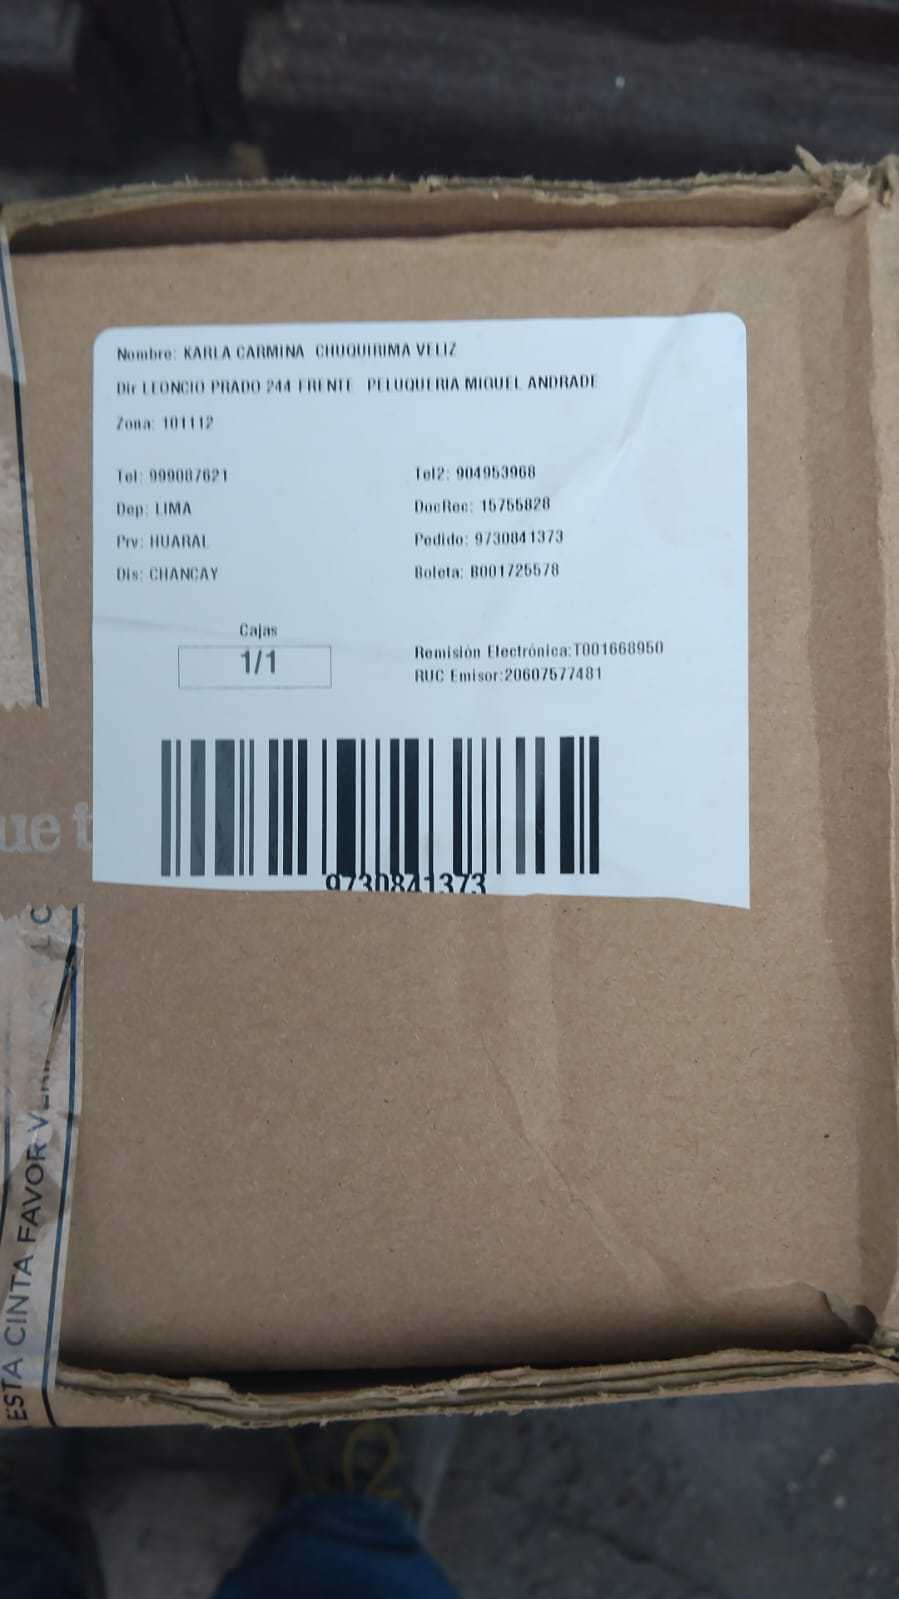 Nombre: KARLA CARMINA CHUQUIRIMA VELIZ
Dir LEONCIO PRADO 244 FRENTE PELUQUERIA MIGUEL ANDRADE
Zona: 101112
Tel: 999087621 Tel2: 904953968
Dep: LIMA DocRec: 15755828
Prv: HUARAL Pedido: 9730841373
Dis: CHANCAY Boleta: B001725578
Cajas
1/1
Remisión Electrónica:T001668950
RUC Emisor:20607577481
9730841373
ue t
ESTA CINTA FAVOR